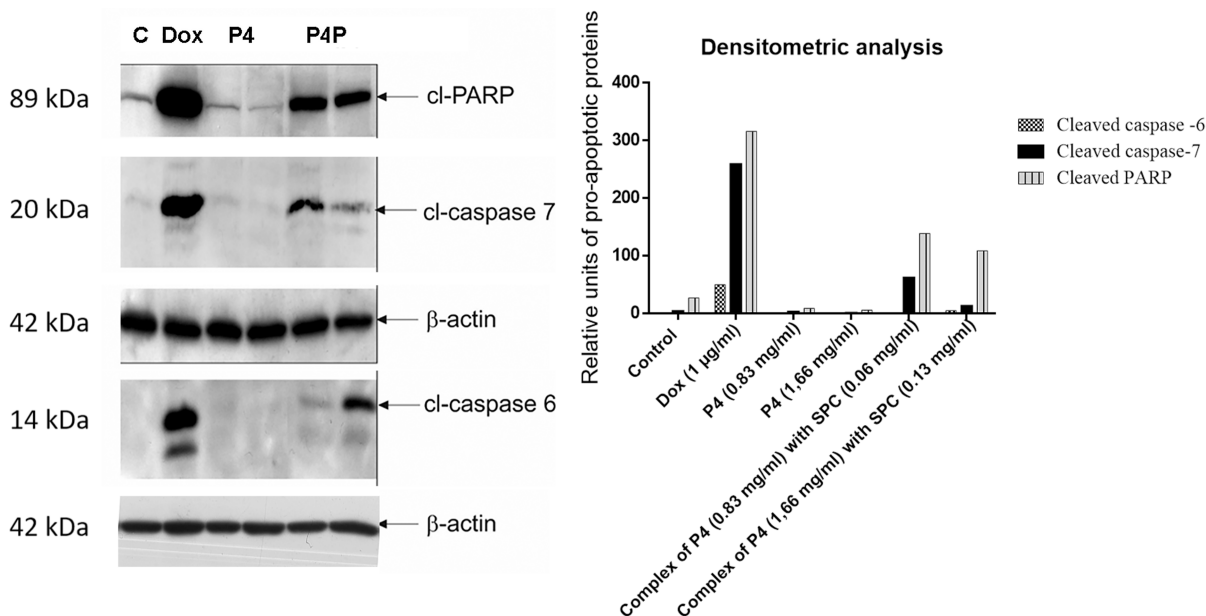 C Dox P4 P4P
89 kDa
cl-PARP
20 kDa
cl-caspase 7
42 kDa
β-actin
14 kDa
cl-caspase 6
42 kDa
β-actin
Densitometric analysis
Relative units of pro-apoptotic proteins
400
300
200
100
0
Control
Dox (1 µg/ml)
P4 (0.83 mg/ml)
P4 (1,66 mg/ml)
Complex of P4 (0.83 mg/ml) with SPC (0.06 mg/ml)
Complex of P4 (1,66 mg/ml) with SPC (0.13 mg/ml)
Cleaved caspase -6
Cleaved caspase-7
Cleaved PARP